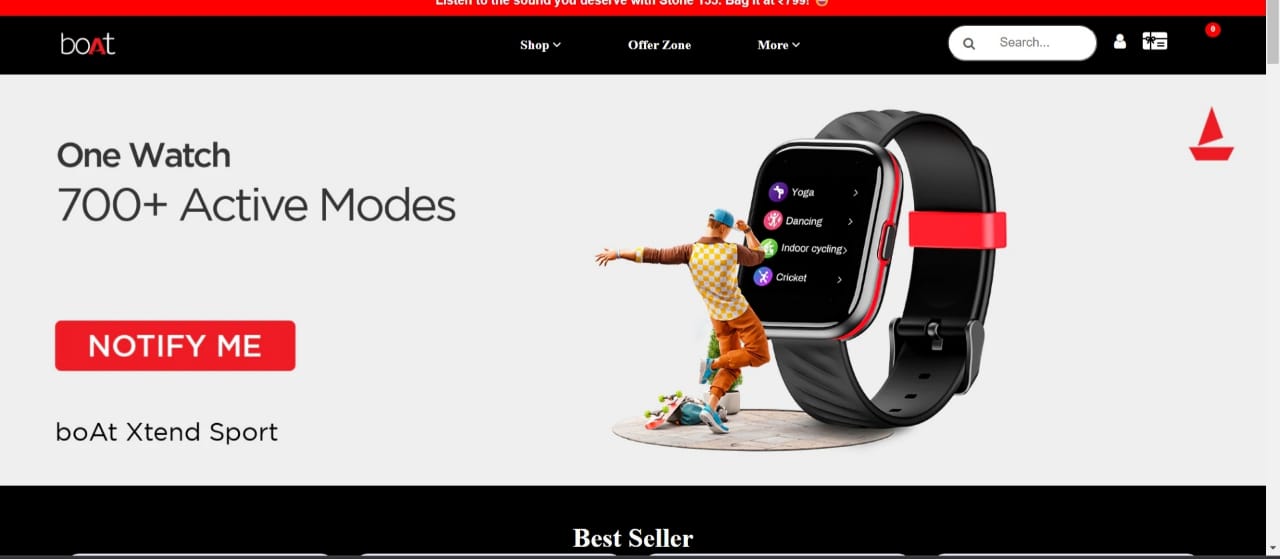 Listen to the sound you deserve with Stone 135. Bag it at ₹799!
boAt
Shop
Offer Zone
More
Search...
0
One Watch
700+ Active Modes
Yoga
Dancing
Indoor cycling
Cricket
NOTIFY ME
boAt Xtend Sport
Best Seller